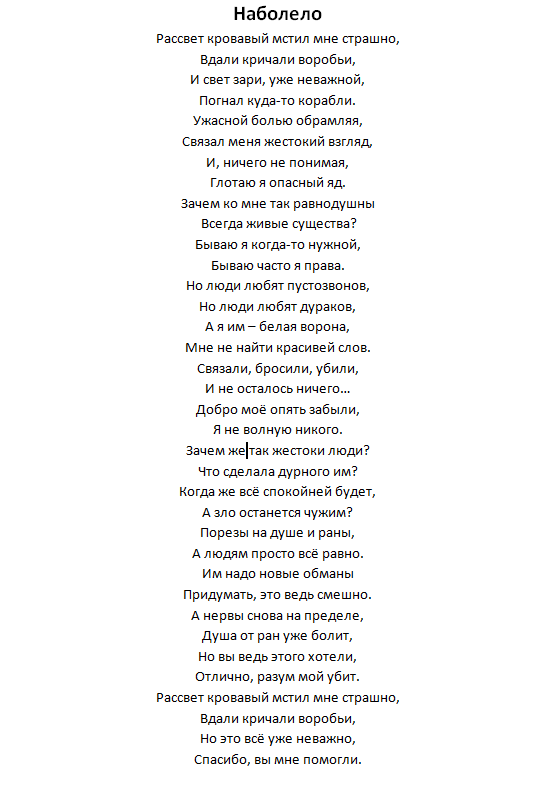 Наболело
Рассвет кровавый мстил мне страшно,
Вдали кричали воробьи,
И свет зари, уже неважной,
Погнал куда-то корабли.
Ужасной болью обрамляя,
Связал меня жестокий взгляд,
И, ничего не понимая,
Глотаю я опасный яд.
Зачем ко мне так равнодушны
Всегда живые существа?
Бываю я когда-то нужной,
Бываю часто я права.
Но люди любят пустозвонов,
Но люди любят дураков,
А я им – белая ворона,
Мне не найти красивей слов.
Связали, бросили, убили,
И не осталось ничего…
Добро моё опять забыли,
Я не волную никого.
Зачем же так жестоки люди?
Что сделала дурного им?
Когда же всё спокойней будет,
А зло останется чужим?
Порезы на душе и раны,
А людям просто всё равно.
Им надо новые обманы
Придумать, это ведь смешно.
А нервы снова на пределе,
Душа от ран уже болит,
Но вы ведь этого хотели,
Отлично, разум мой убит.
Рассвет кровавый мстил мне страшно,
Вдали кричали воробьи,
Но это всё уже неважно,
Спасибо, вы мне помогли.